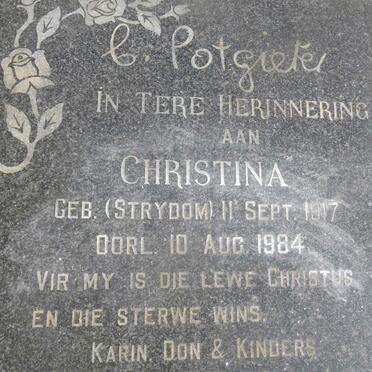 C. Potgieter
IN TERE HERINNERING
AAN
CHRISTINA
GEB. (STRYDOM) 11 SEPT. 1917
OORL. 10 AUG. 1984
VIR MY IS DIE LEWE CHRISTUS
EN DIE STERWE WINS.
KARIN, DON & KINDERS